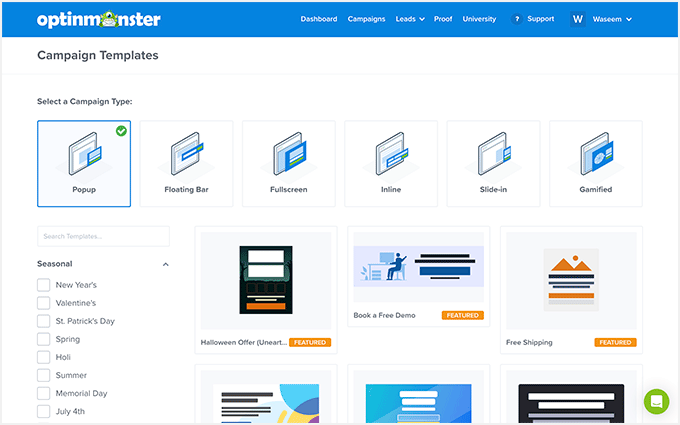 optinmonster
Dashboard Campaigns Leads Proof University ? Support W Waseem
Campaign Templates
Select a Campaign Type:
Popup Floating Bar Fullscreen Inline Slide-in Gamified
Search Templates...
Seasonal
New Year's
Valentine's
St. Patrick's Day
Spring
Holi
Summer
Memorial Day
July 4th
Halloween Offer (Uneart... FEATURED
Book a Free Demo FEATURED
Free Shipping FEATURED